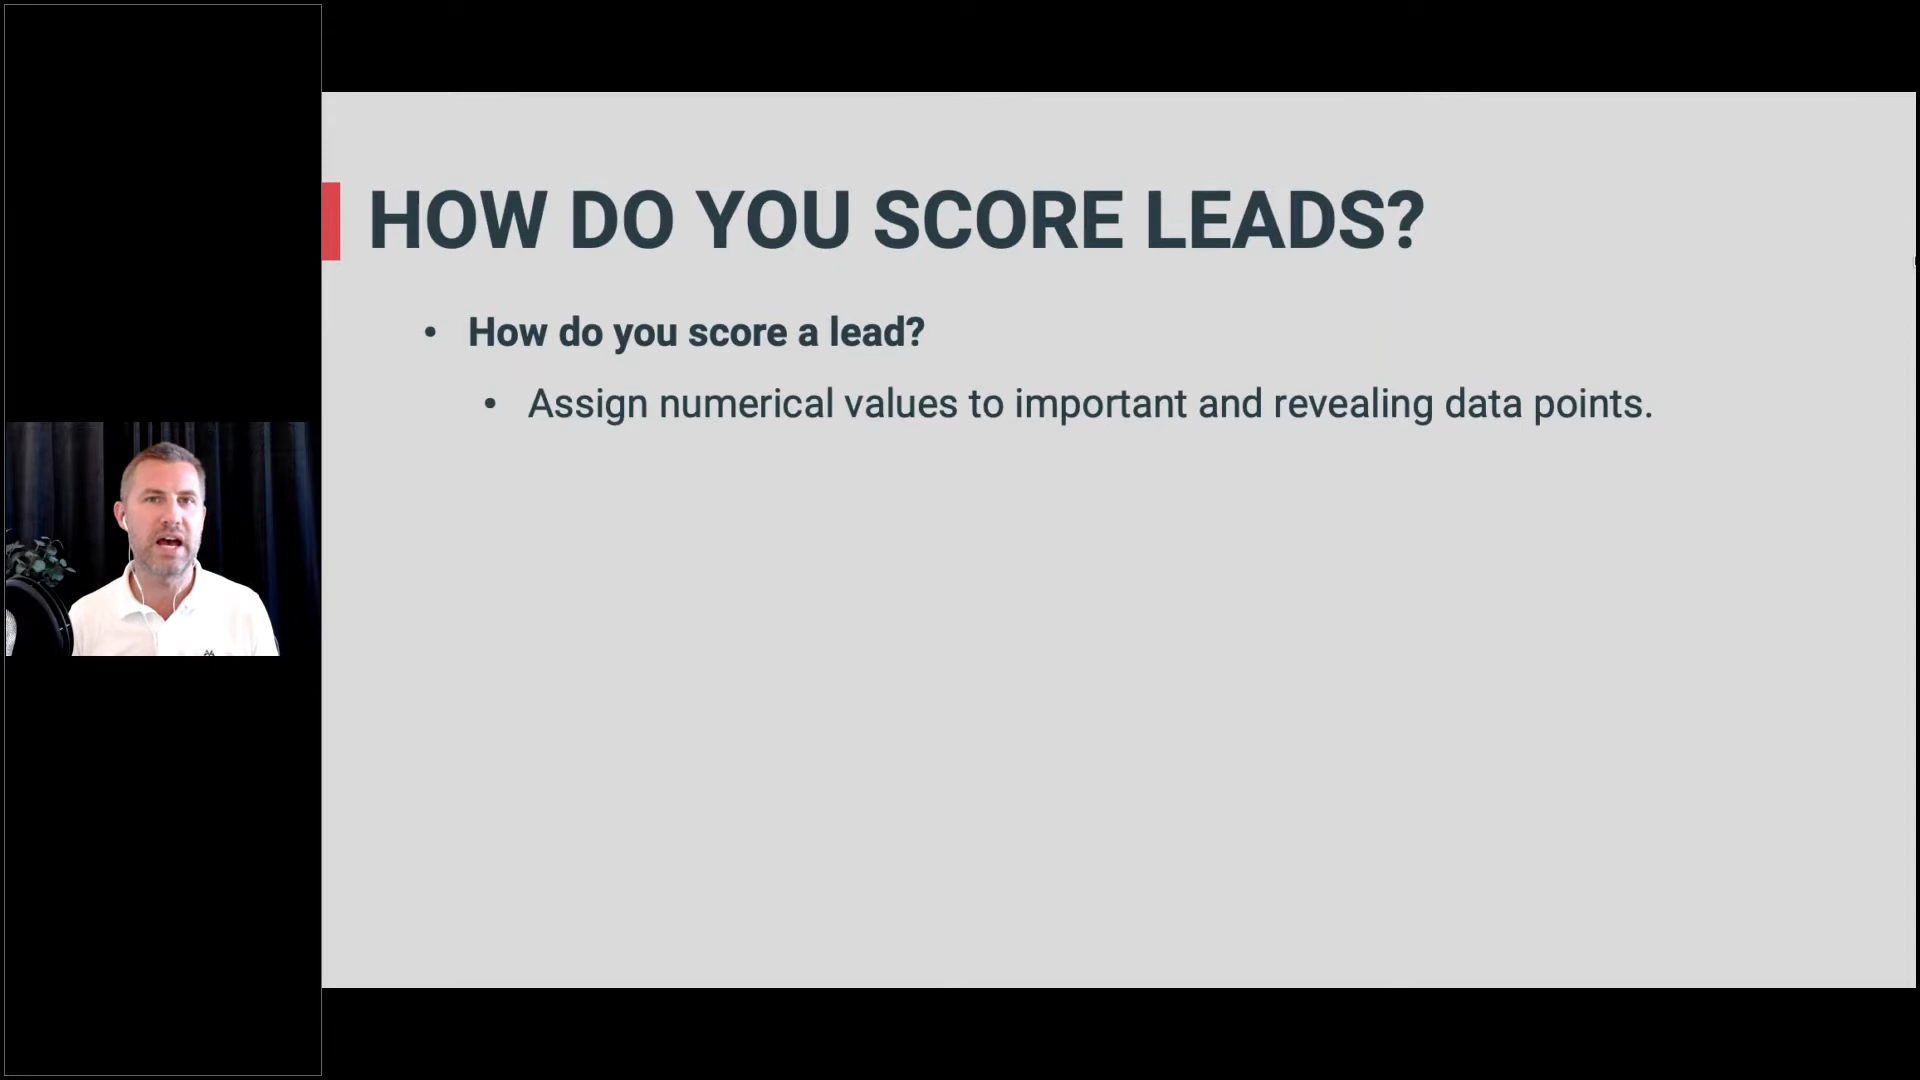 HOW DO YOU SCORE LEADS?
• How do you score a lead?
• Assign numerical values to important and revealing data points.